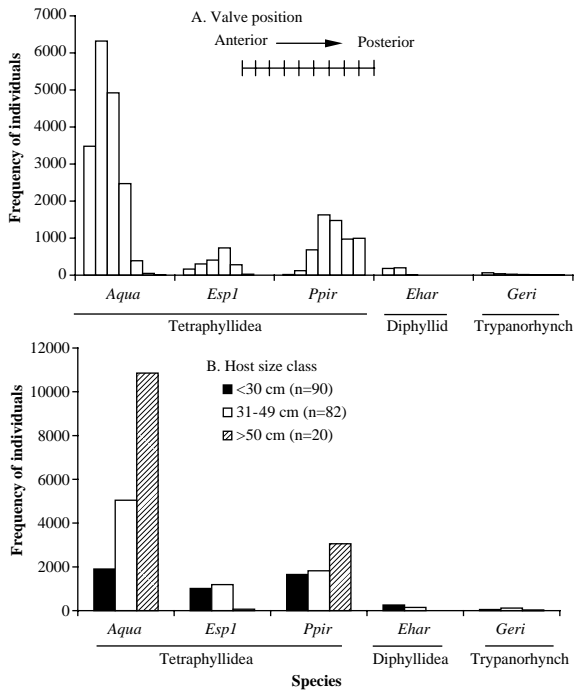 A. Valve position
Anterior Posterior
7000
6000
5000
4000
3000
2000
1000
0
Frequency of individuals
Aqua Esp1 Ppir Ehar Geri
Tetraphyllidea Diphyllid Trypanorhynch
B. Host size class
<30 cm (n=90)
31-49 cm (n=82)
>50 cm (n=20)
12000
10000
8000
6000
4000
2000
0
Frequency of individuals
Aqua Esp1 Ppir Ehar Geri
Tetraphyllidea Diphyllidea Trypanorhynch
Species